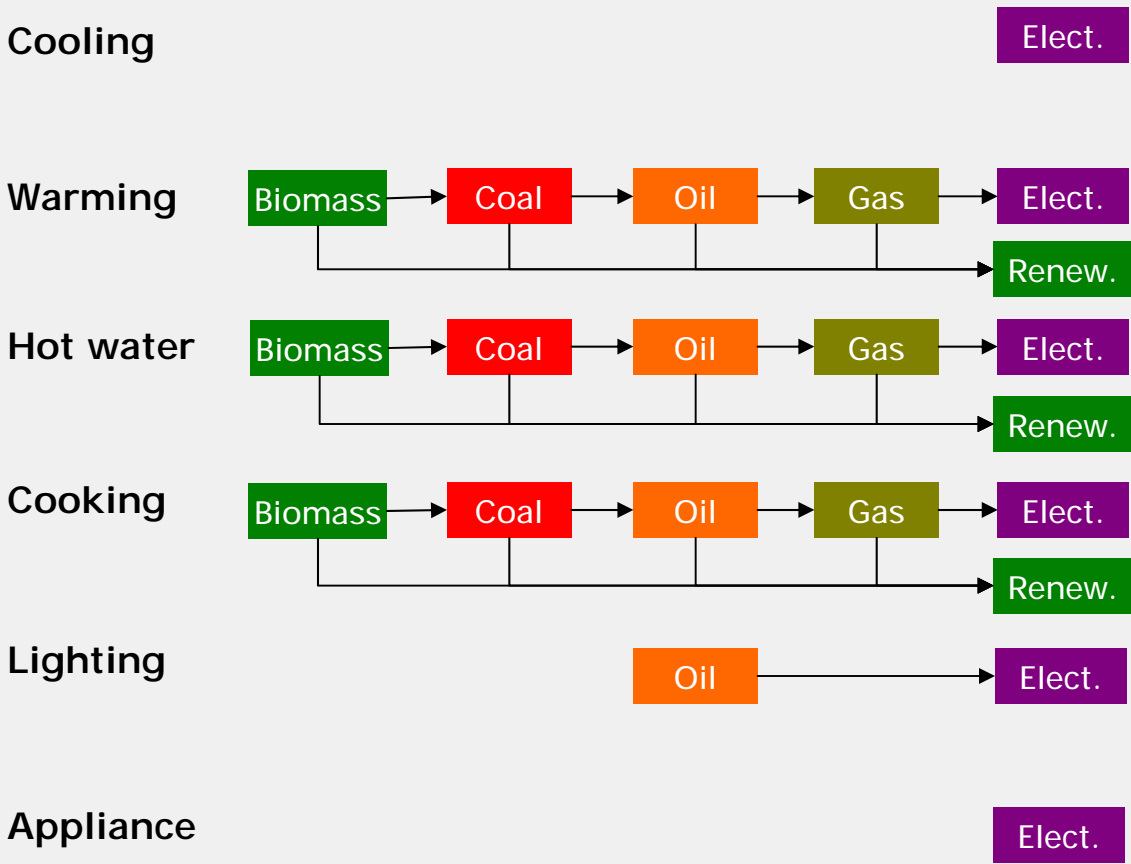 Cooling Elect.
Warming Biomass Coal Oil Gas Elect.
Renew.
Hot water Biomass Coal Oil Gas Elect.
Renew.
Cooking Biomass Coal Oil Gas Elect.
Renew.
Lighting Oil Elect.
Appliance Elect.